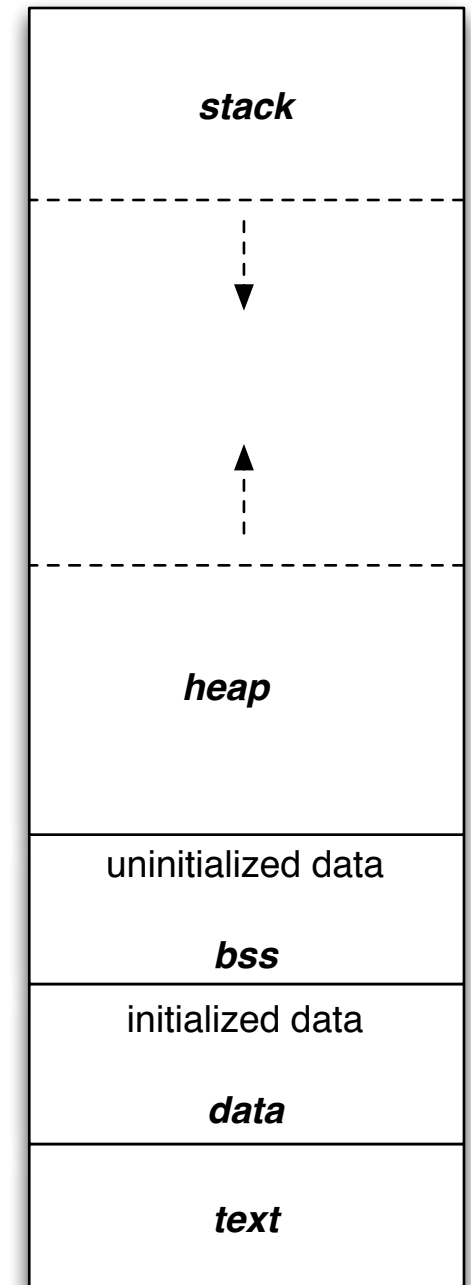 stack
heap
uninitialized data
bss
initialized data
data
text